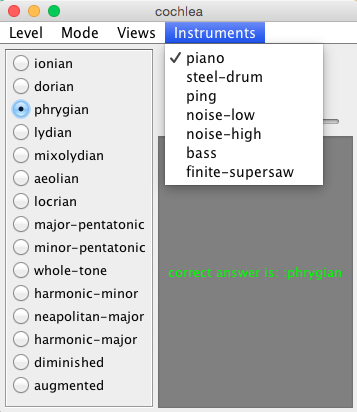 cochlea
Level Mode Views Instruments
piano
steel-drum
ping
noise-low
noise-high
bass
finite-supersaw
ionian
dorian
phrygian
lydian
mixolydian
aeolian
locrian
major-pentatonic
minor-pentatonic
whole-tone
harmonic-minor
neapolitan-major
harmonic-major
diminished
augmented
correct answer is: :phrygian